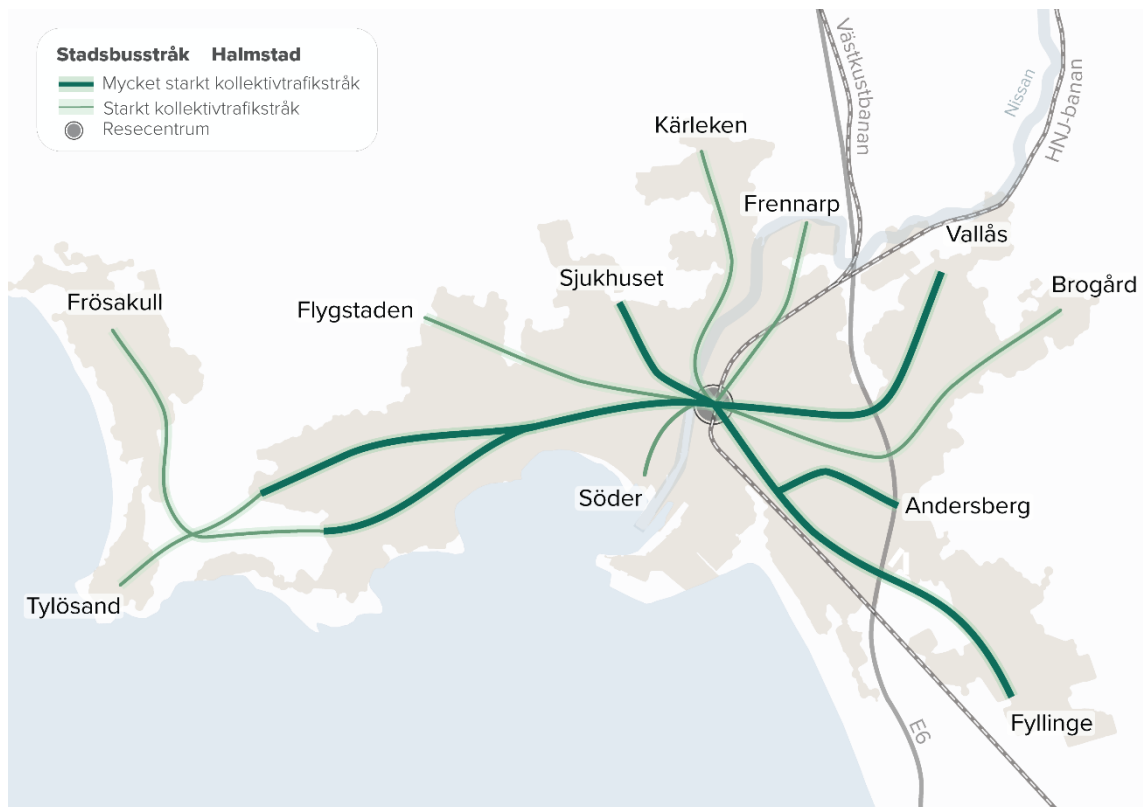 Stadsbusstråk Halmstad
Mycket starkt kollektivtrafikstråk
Starkt kollektivtrafikstråk
Resecentrum
Västkustbanan
Nissan
HNJ-banan
Kärleken
Frennarp
Vallås
Sjukhuset
Brogård
Frösakull
Flygstaden
Söder
Andersberg
Tylösand
Fyllinge
E6